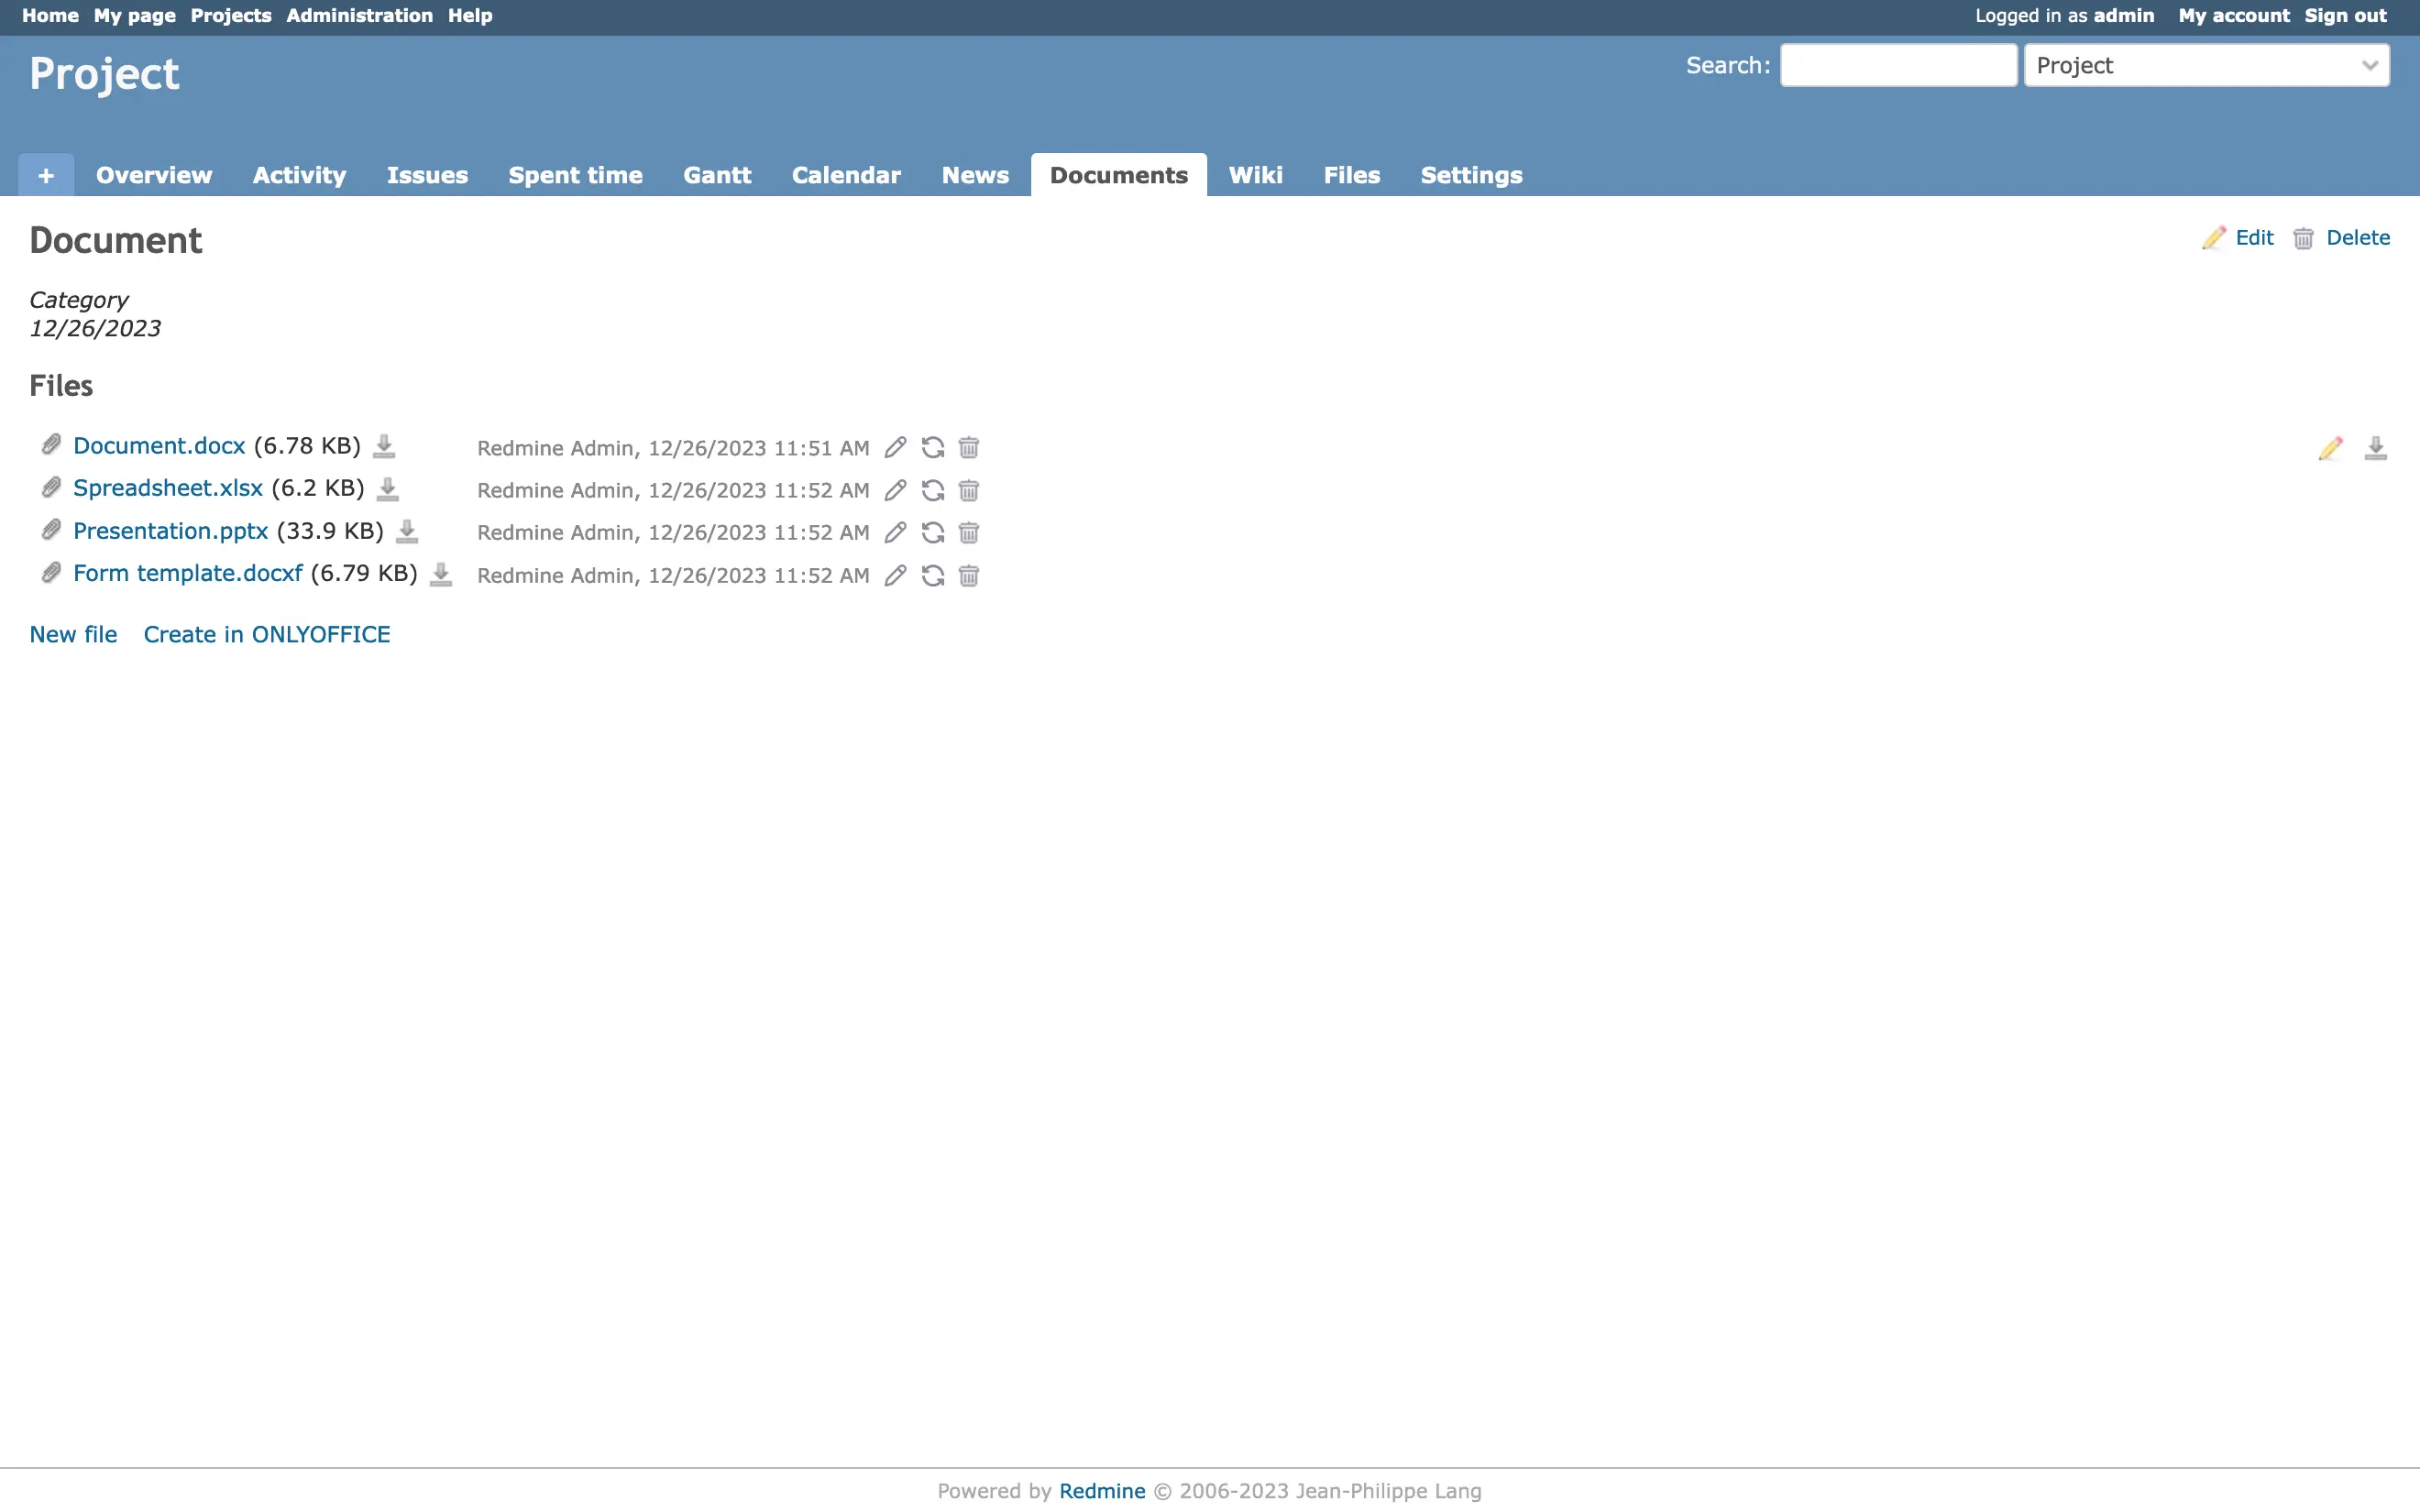 Home My page Projects Administration Help Logged in as admin My account Sign out
Project Search: Project
+ Overview Activity Issues Spent time Gantt Calendar News Documents Wiki Files Settings
Document Edit Delete
Category
12/26/2023
Files
Document.docx (6.78 KB) Redmine Admin, 12/26/2023 11:51 AM
Spreadsheet.xlsx (6.2 KB) Redmine Admin, 12/26/2023 11:52 AM
Presentation.pptx (33.9 KB) Redmine Admin, 12/26/2023 11:52 AM
Form template.docxf (6.79 KB) Redmine Admin, 12/26/2023 11:52 AM
New file Create in ONLYOFFICE
Powered by Redmine © 2006-2023 Jean-Philippe Lang